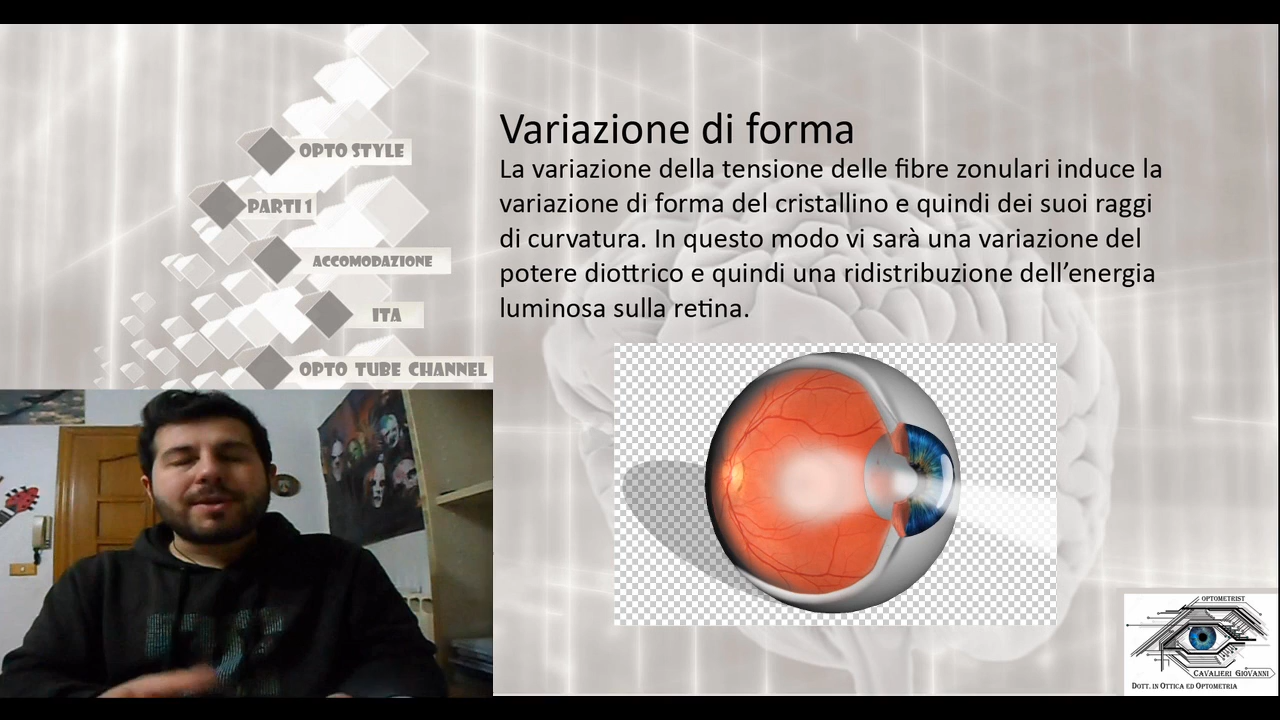 OPTO STYLE
PARTI 1
ACCOMODAZIONE
ITA
OPTO TUBE CHANNEL
Variazione di forma
La variazione della tensione delle fibre zonulari induce la
variazione di forma del cristallino e quindi dei suoi raggi
di curvatura. In questo modo vi sarà una variazione del
potere diottrico e quindi una ridistribuzione dell’energia
luminosa sulla retina.
OPTOMETRIST
CAVALIERI GIOVANNI
DOTT. IN OTTICA ED OPTOMETRIA